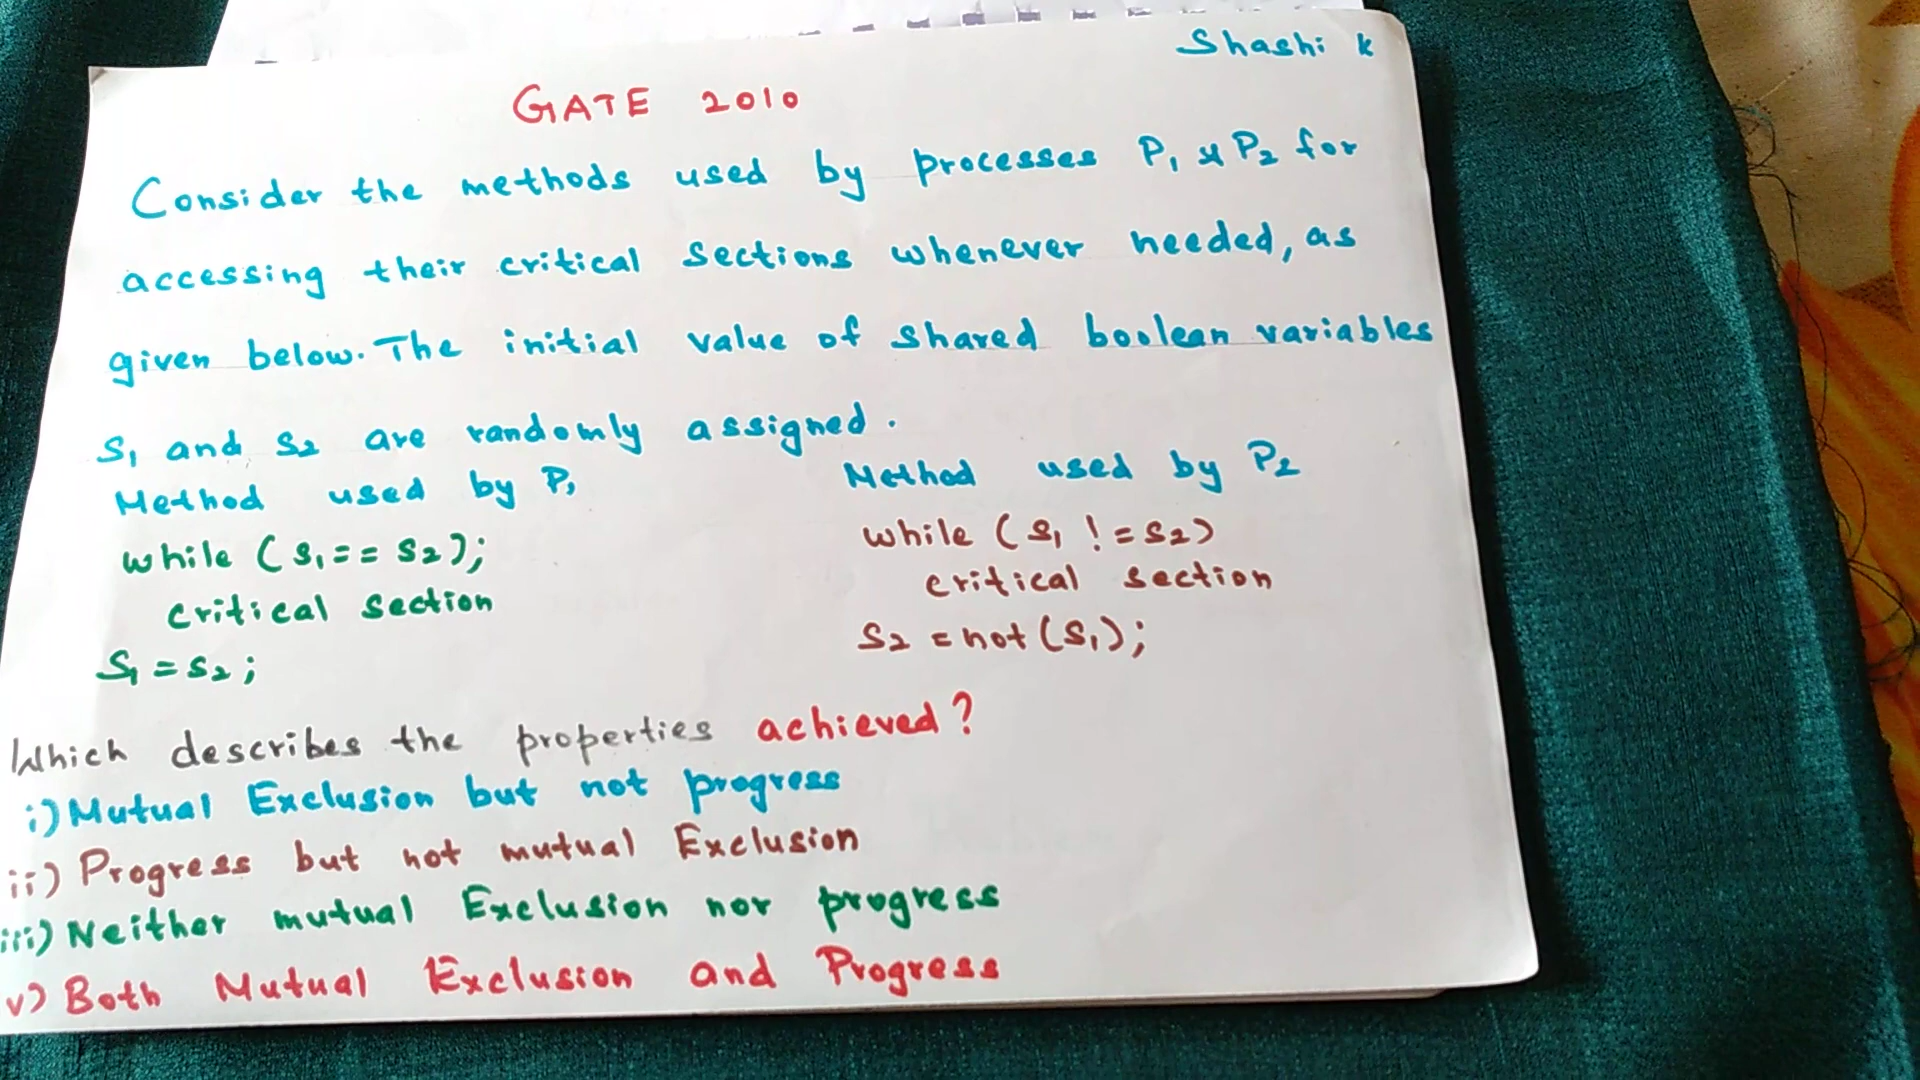 Shashi k
GATE 2010
Consider the methods used by processes P1 & P2 for
accessing their critical sections whenever needed, as
given below. The initial value of shared boolean variables
S1 and S2 are randomly assigned.
Method used by P1
Method used by P2
while (S1 == S2);
critical section
S1 = S2;
while (S1 != S2)
critical section
S2 = not (S1);
Which describes the properties achieved?
i) Mutual Exclusion but not progress
ii) Progress but not mutual Exclusion
iii) Neither mutual Exclusion nor progress
v) Both Mutual Exclusion and Progress